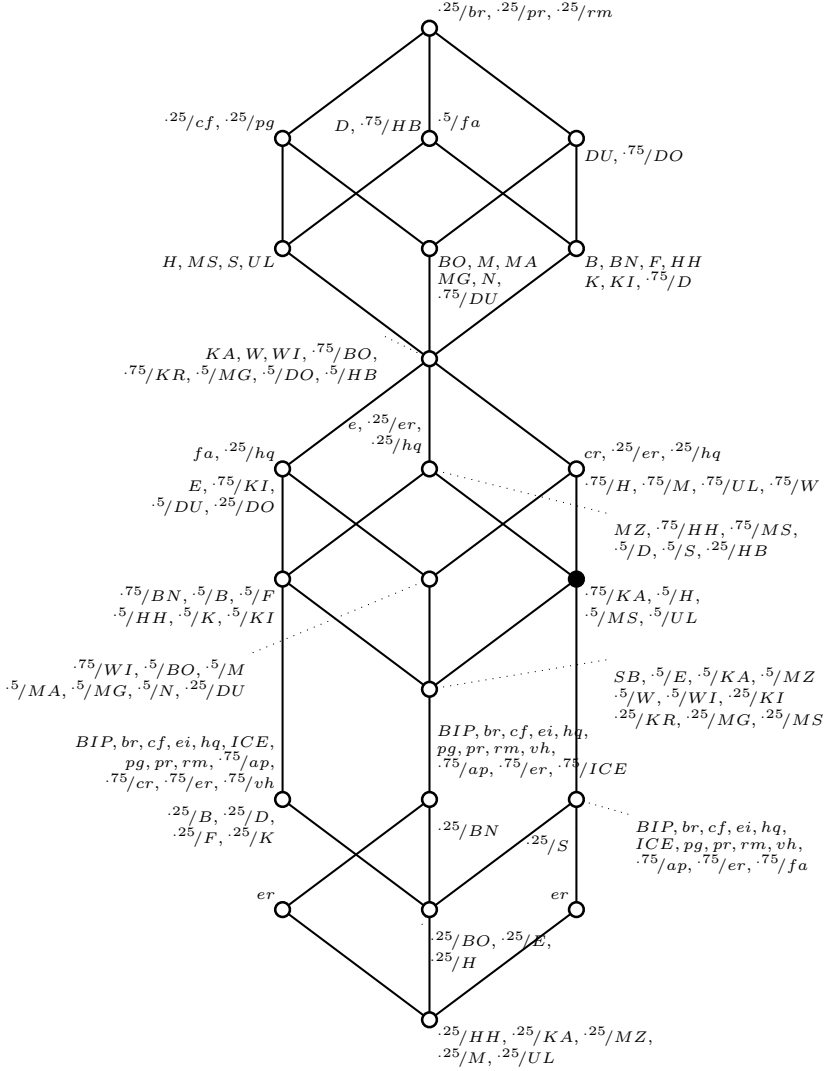 .25/br, .25/pr, .25/rm
.25/cf, .25/pg
D, .75/HB
.5/fa
DU, .75/DO
H, MS, S, UL
BO, M, MA
MG, N,
.75/DU
B, BN, F, HH
K, KI, .75/D
KA, W, WI, .75/BO,
.75/KR, .5/MG, .5/DO, .5/HB
fa, .25/hq
e, .25/er,
.25/hq
cr, .25/er, .25/hq
E, .75/KI,
.5/DU, .25/DO
.75/H, .75/M, .75/UL, .75/W
MZ, .75/HH, .75/MS,
.5/D, .5/S, .25/HB
.75/BN, .5/B, .5/F
.5/HH, .5/K, .5/KI
.75/KA, .5/H,
.5/MS, .5/UL
.75/WI, .5/BO, .5/M
.5/MA, .5/MG, .5/N, .25/DU
SB, .5/E, .5/KA, .5/MZ
.5/W, .5/WI, .25/KI
.25/KR, .25/MG, .25/MS
BIP, br, cf, ei, hq, ICE,
pg, pr, rm, .75/ap,
.75/cr, .75/er, .75/vh
BIP, br, cf, ei, hq,
pg, pr, rm, vh,
.75/ap, .75/er, .75/ICE
.25/B, .25/D,
.25/F, .25/K
.25/BN
.25/S
BIP, br, cf, ei, hq,
ICE, pg, pr, rm, vh,
.75/ap, .75/er, .75/fa
er
er
.25/BO, .25/E,
.25/H
.25/HH, .25/KA, .25/MZ,
.25/M, .25/UL